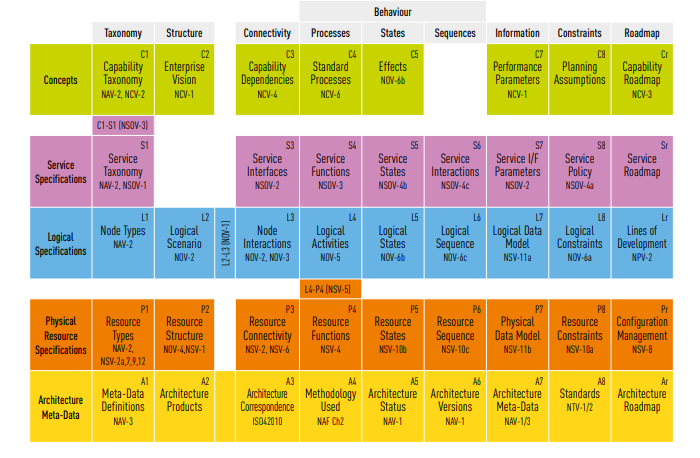 Behaviour
Taxonomy Structure Connectivity Processes States Sequences Information Constraints Roadmap
Concepts
C1
Capability
Taxonomy
NAV-2, NCV-2
C2
Enterprise
Vision
NCV-1
C3
Capability
Dependencies
NCV-4
C4
Standard
Processes
NCV-6
C5
Effects
NOV-6b
C7
Performance
Parameters
NCV-1
C8
Planning
Assumptions
Cr
Capability
Roadmap
NCV-3
C1-S1 (NSOV-3)
Service
Specifications
S1
Service
Taxonomy
NAV-2, NSOV-1
S3
Service
Interfaces
NSOV-2
S4
Service
Functions
NSOV-3
S5
Service
States
NSOV-4b
S6
Service
Interactions
NSOV-4c
S7
Service I/F
Parameters
NSOV-2
S8
Service
Policy
NSOV-4a
Sr
Service
Roadmap
Logical
Specifications
L1
Node Types
NAV-2
L2
Logical
Scenario
NOV-2
L2-L3 (NOV-1)
L3
Node
Interactions
NOV-2, NOV-3
L4
Logical
Activities
NOV-5
L5
Logical
States
NOV-6b
L6
Logical
Sequence
NOV-6c
L7
Logical Data
Model
NSV-11a
L8
Logical
Constraints
NOV-6a
Lr
Lines of
Development
NPV-2
L4-P4 (NSV-5)
Physical
Resource
Specifications
P1
Resource
Types
NAV-2,
NSV-2a,7,9,12
P2
Resource
Structure
NOV-4,NSV-1
P3
Resource
Connectivity
NSV-2, NSV-6
P4
Resource
Functions
NSV-4
P5
Resource
States
NSV-10b
P6
Resource
Sequence
NSV-10c
P7
Physical
Data Model
NSV-11b
P8
Resource
Constraints
NSV-10a
Pr
Configuration
Management
NSV-8
Architecture
Meta-Data
A1
Meta-Data
Definitions
NAV-3
A2
Architecture
Products
A3
Architecture
Correspondence
ISO42010
A4
Methodology
Used
NAF Ch2
A5
Architecture
Status
NAV-1
A6
Architecture
Versions
NAV-1
A7
Architecture
Meta-Data
NAV-1/3
A8
Standards
NTV-1/2
Ar
Architecture
Roadmap